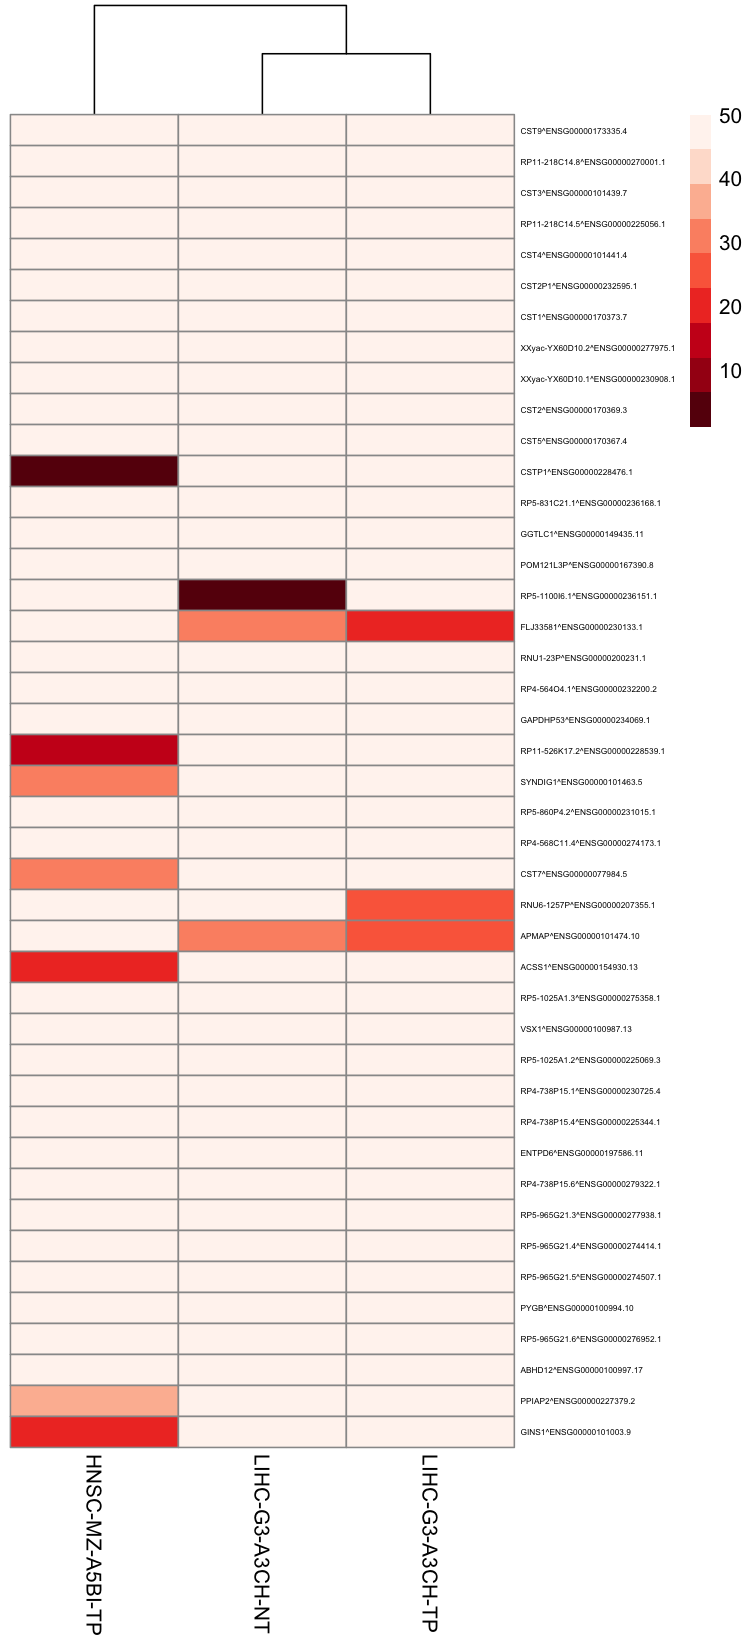 CST9^ENSG00000173335.4
RP11-218C14.8^ENSG00000270001.1
CST3^ENSG00000101439.7
RP11-218C14.5^ENSG00000225056.1
CST4^ENSG00000101441.4
CST2P1^ENSG00000232595.1
CST1^ENSG00000170373.7
XXyac-YX60D10.2^ENSG00000277975.1
XXyac-YX60D10.1^ENSG00000230908.1
CST2^ENSG00000170369.3
CST5^ENSG00000170367.4
CSTP1^ENSG00000228476.1
RP5-831C21.1^ENSG00000236168.1
GGTLC1^ENSG00000149435.11
POM121L3P^ENSG00000167390.8
RP5-1100I6.1^ENSG00000236151.1
FLJ33581^ENSG00000230133.1
RNU1-23P^ENSG00000200231.1
RP4-564O4.1^ENSG00000232200.2
GAPDHP53^ENSG00000234069.1
RP11-526K17.2^ENSG00000228539.1
SYNDIG1^ENSG00000101463.5
RP5-860P4.2^ENSG00000231015.1
RP4-568C11.4^ENSG00000274173.1
CST7^ENSG00000077984.5
RNU6-1257P^ENSG00000207355.1
APMAP^ENSG00000101474.10
ACSS1^ENSG00000154930.13
RP5-1025A1.3^ENSG00000275358.1
VSX1^ENSG00000100987.13
RP5-1025A1.2^ENSG00000225069.3
RP4-738P15.1^ENSG00000230725.4
RP4-738P15.4^ENSG00000225344.1
ENTPD6^ENSG00000197586.11
RP4-738P15.6^ENSG00000279322.1
RP5-965G21.3^ENSG00000277938.1
RP5-965G21.4^ENSG00000274414.1
RP5-965G21.5^ENSG00000274507.1
PYGB^ENSG00000100994.10
RP5-965G21.6^ENSG00000276952.1
ABHD12^ENSG00000100997.17
PPIAP2^ENSG00000227379.2
GINS1^ENSG00000101003.9
50
40
30
20
10
HNSC-MZ-A5BI-TP
LIHC-G3-A3CH-NT
LIHC-G3-A3CH-TP